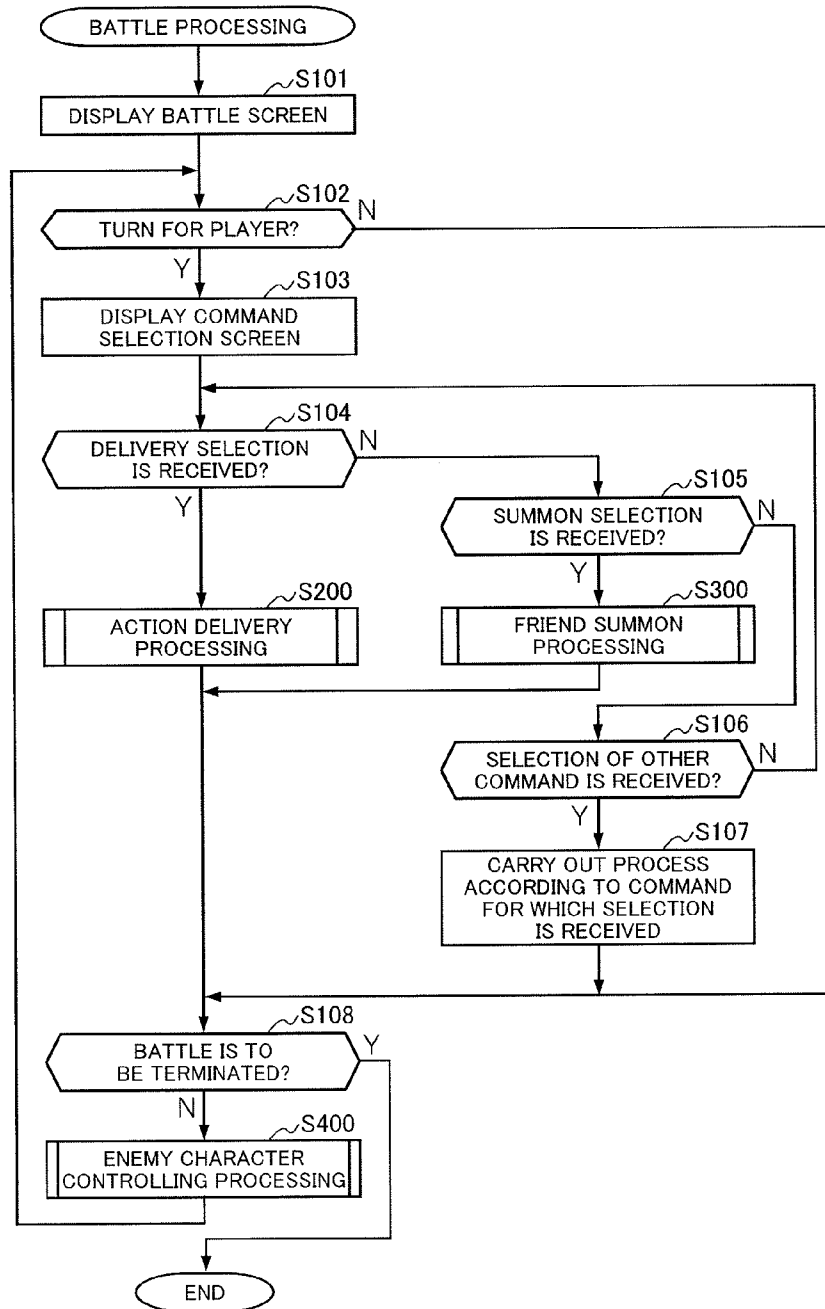 BATTLE PROCESSING
S101
DISPLAY BATTLE SCREEN
S102
TURN FOR PLAYER?
N
Y
S103
DISPLAY COMMAND
SELECTION SCREEN
S104
DELIVERY SELECTION
IS RECEIVED?
N
Y
S105
SUMMON SELECTION
IS RECEIVED?
N
Y
S200
ACTION DELIVERY
PROCESSING
S300
FRIEND SUMMON
PROCESSING
S106
SELECTION OF OTHER
COMMAND IS RECEIVED?
N
Y
S107
CARRY OUT PROCESS
ACCORDING TO COMMAND
FOR WHICH SELECTION
IS RECEIVED
S108
BATTLE IS TO
BE TERMINATED?
Y
N
S400
ENEMY CHARACTER
CONTROLLING PROCESSING
END